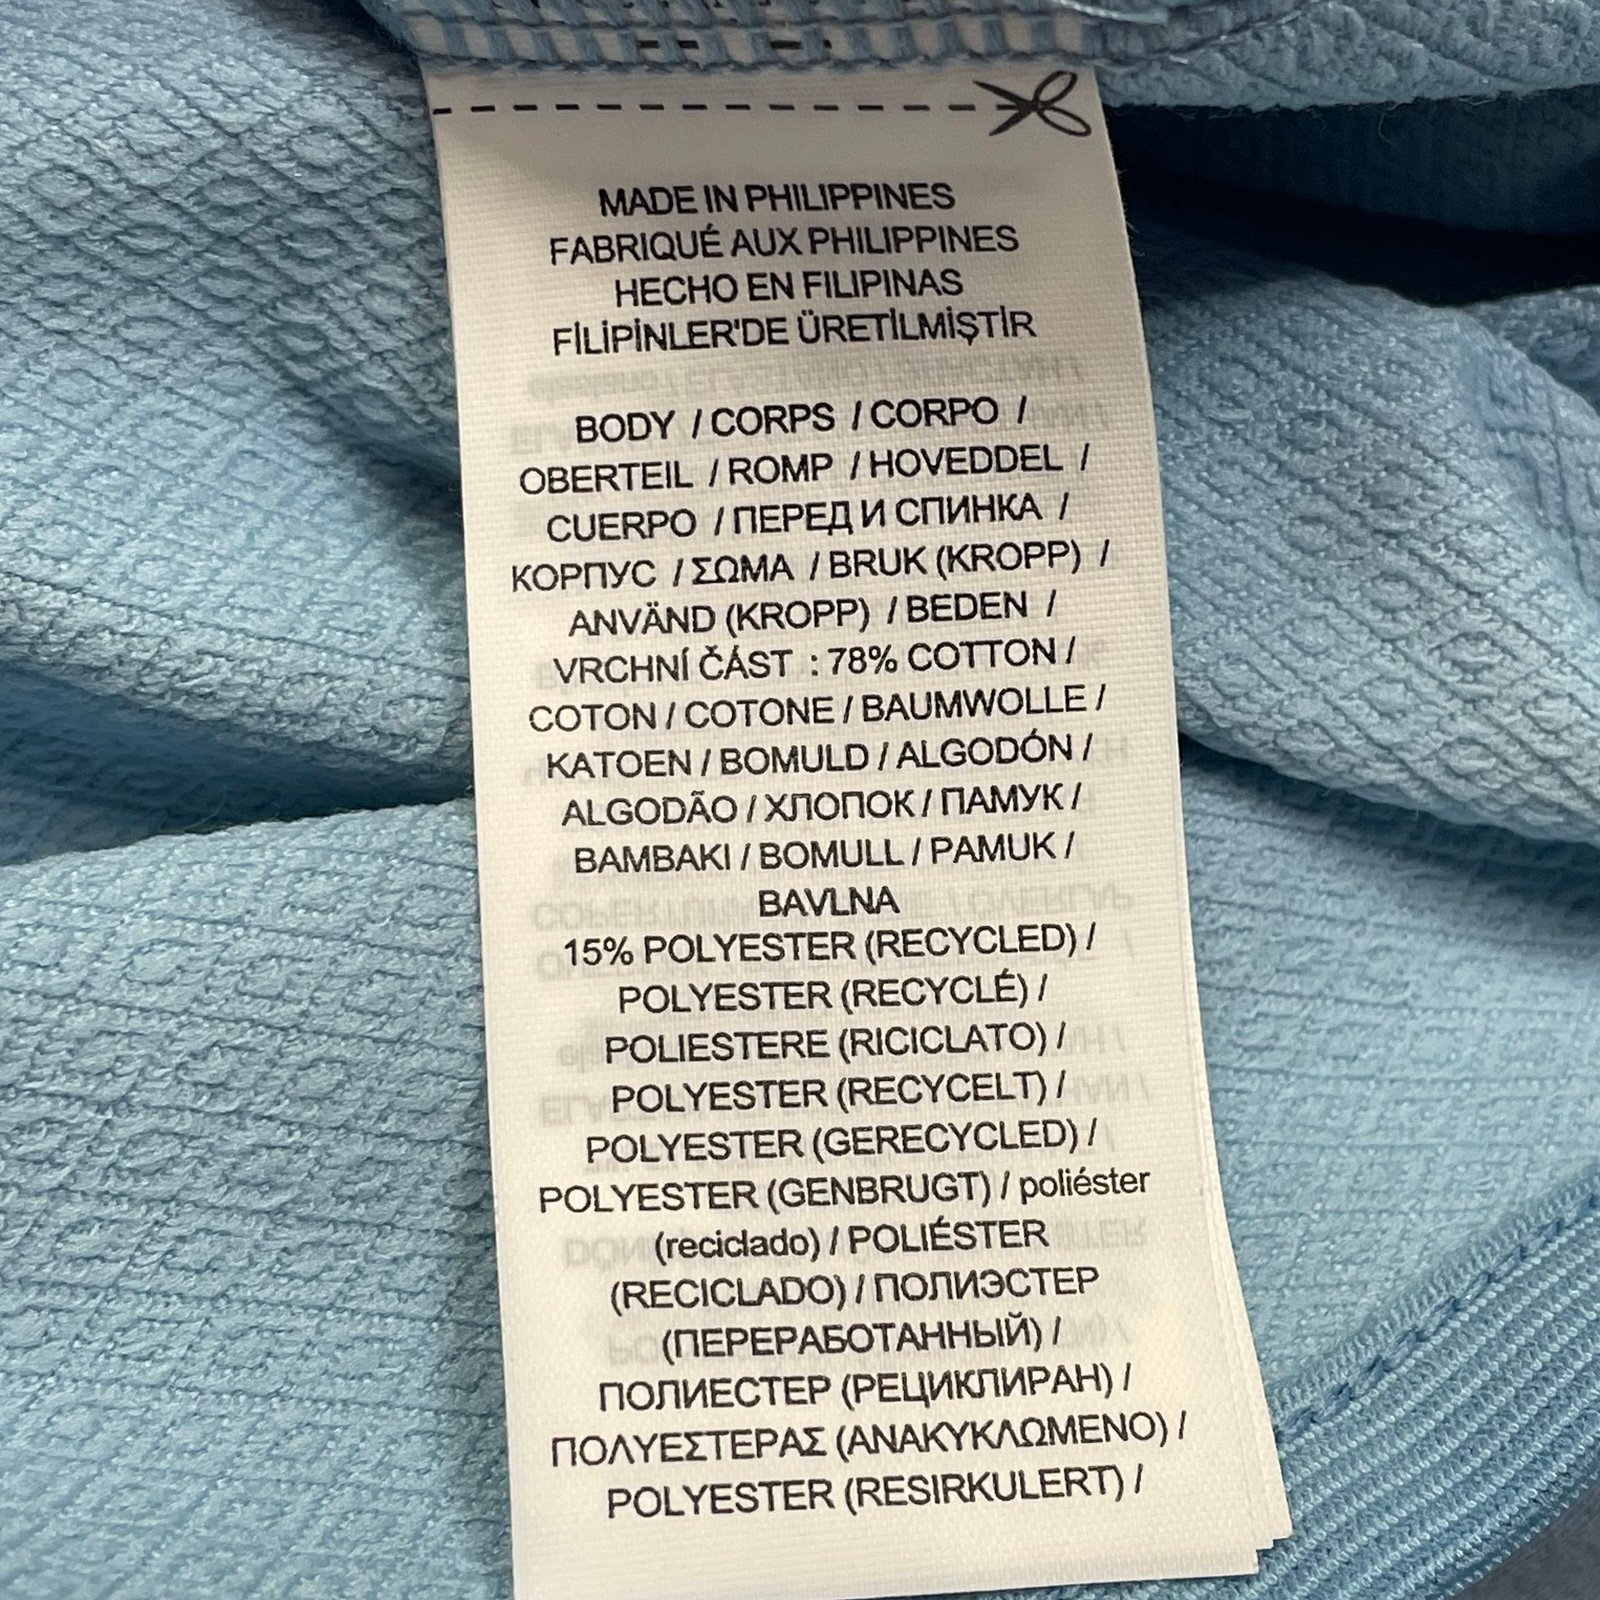 MADE IN PHILIPPINES
FABRIQUÉ AUX PHILIPPINES
HECHO EN FILIPINAS
FİLİPİNLER'DE ÜRETİLMİŞTİR
BODY / CORPS / CORPO /
OBERTEIL / ROMP / HOVEDDEL /
CUERPO / ПЕРЕД И СПИНКА /
КОРПУС / ΣΩΜΑ / BRUK (KROPP) /
ANVÄND (KROPP) / BEDEN /
VRCHNÍ ČÁST : 78% COTTON /
COTON / COTONE / BAUMWOLLE /
KATOEN / BOMULD / ALGODÓN /
ALGODÃO / ХЛОПОК / ПАМУК /
BAMBAKI / BOMULL / PAMUK /
BAVLNA
15% POLYESTER (RECYCLED) /
POLYESTER (RECYCLÉ) /
POLIESTERE (RICICLATO) /
POLYESTER (RECYCELT) /
POLYESTER (GERECYCLED) /
POLYESTER (GENBRUGT) / poliéster
(reciclado) / POLIÉSTER
(RECICLADO) / ПОЛИЭСТЕР
(ПЕРЕРАБОТАННЫЙ) /
ПОЛИЕСТЕР (РЕЦИКЛИРАН) /
ΠΟΛΥΕΣΤΕΡΑΣ (ΑΝΑΚΥΚΛΩΜΕΝΟ) /
POLYESTER (RESIRKULERT) /